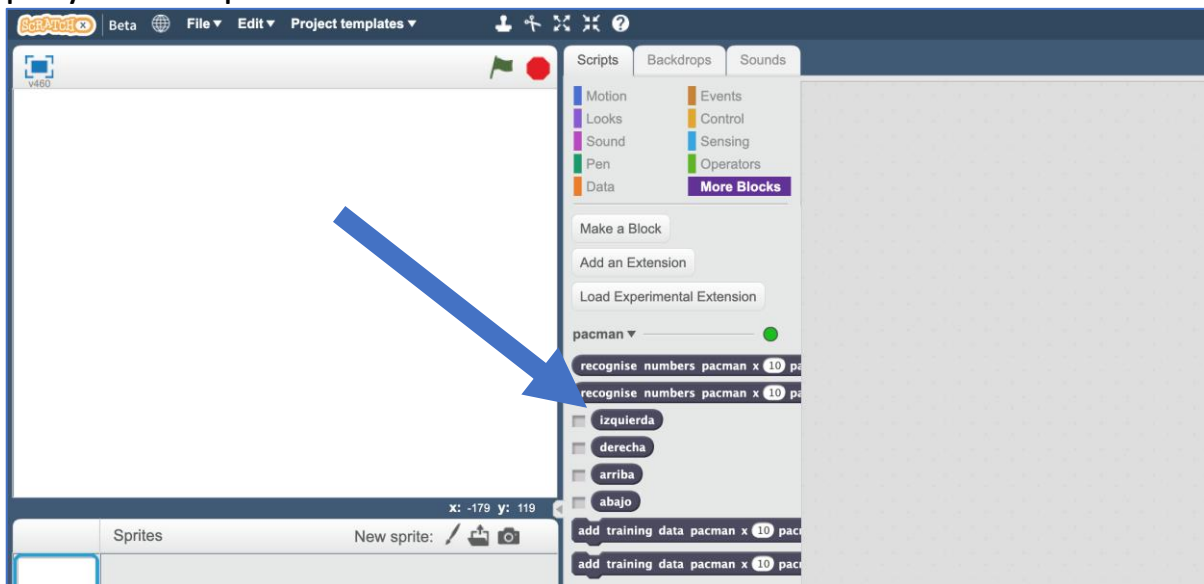 SCRATCHX Beta File Edit Project templates
v460
Scripts Backdrops Sounds
Motion Events
Looks Control
Sound Sensing
Pen Operators
Data More Blocks
Make a Block
Add an Extension
Load Experimental Extension
pacman
recognise numbers pacman x 10
recognise numbers pacman x 10
izquierda
derecha
arriba
abajo
x: -179 y: 119
Sprites New sprite:
add training data pacman x 10
add training data pacman x 10